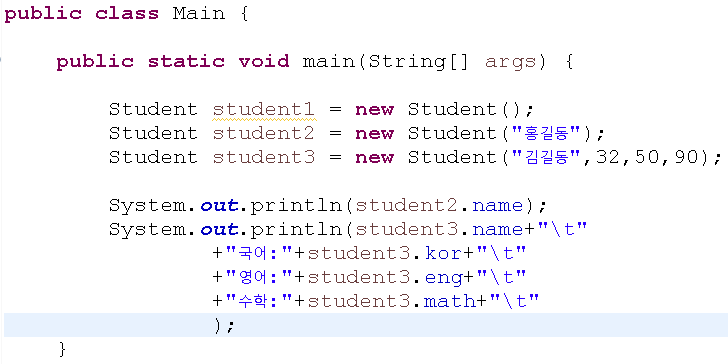 public class Main {
public static void main(String[] args) {
Student student1 = new Student();
Student student2 = new Student("홍길동");
Student student3 = new Student("김길동",32,50,90);
System.out.println(student2.name);
System.out.println(student3.name+"\t"
+"국어:"+student3.kor+"\t"
+"영어:"+student3.eng+"\t"
+"수학:"+student3.math+"\t"
);
}